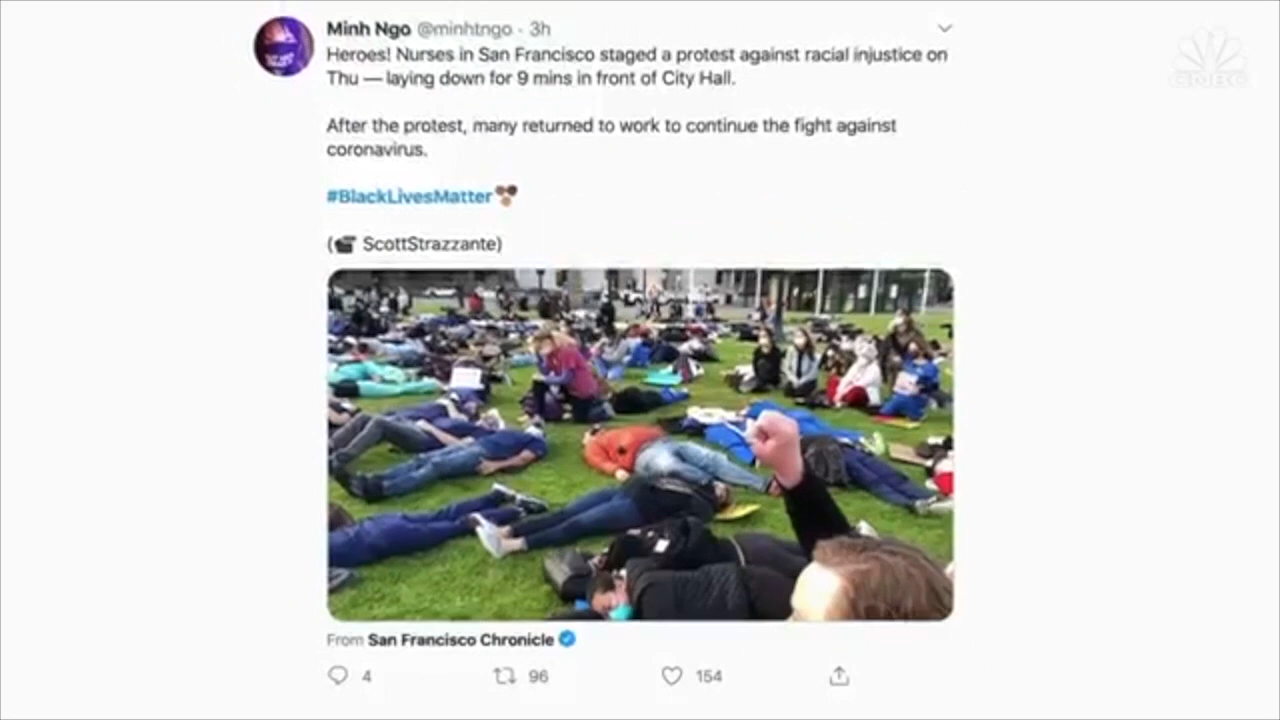 Minh Ngo @minhtngo · 3h
Heroes! Nurses in San Francisco staged a protest against racial injustice on
Thu — laying down for 9 mins in front of City Hall.
After the protest, many returned to work to continue the fight against
coronavirus.
#BlackLivesMatter
( ScottStrazzante)
From San Francisco Chronicle
4 96 154
CNBC